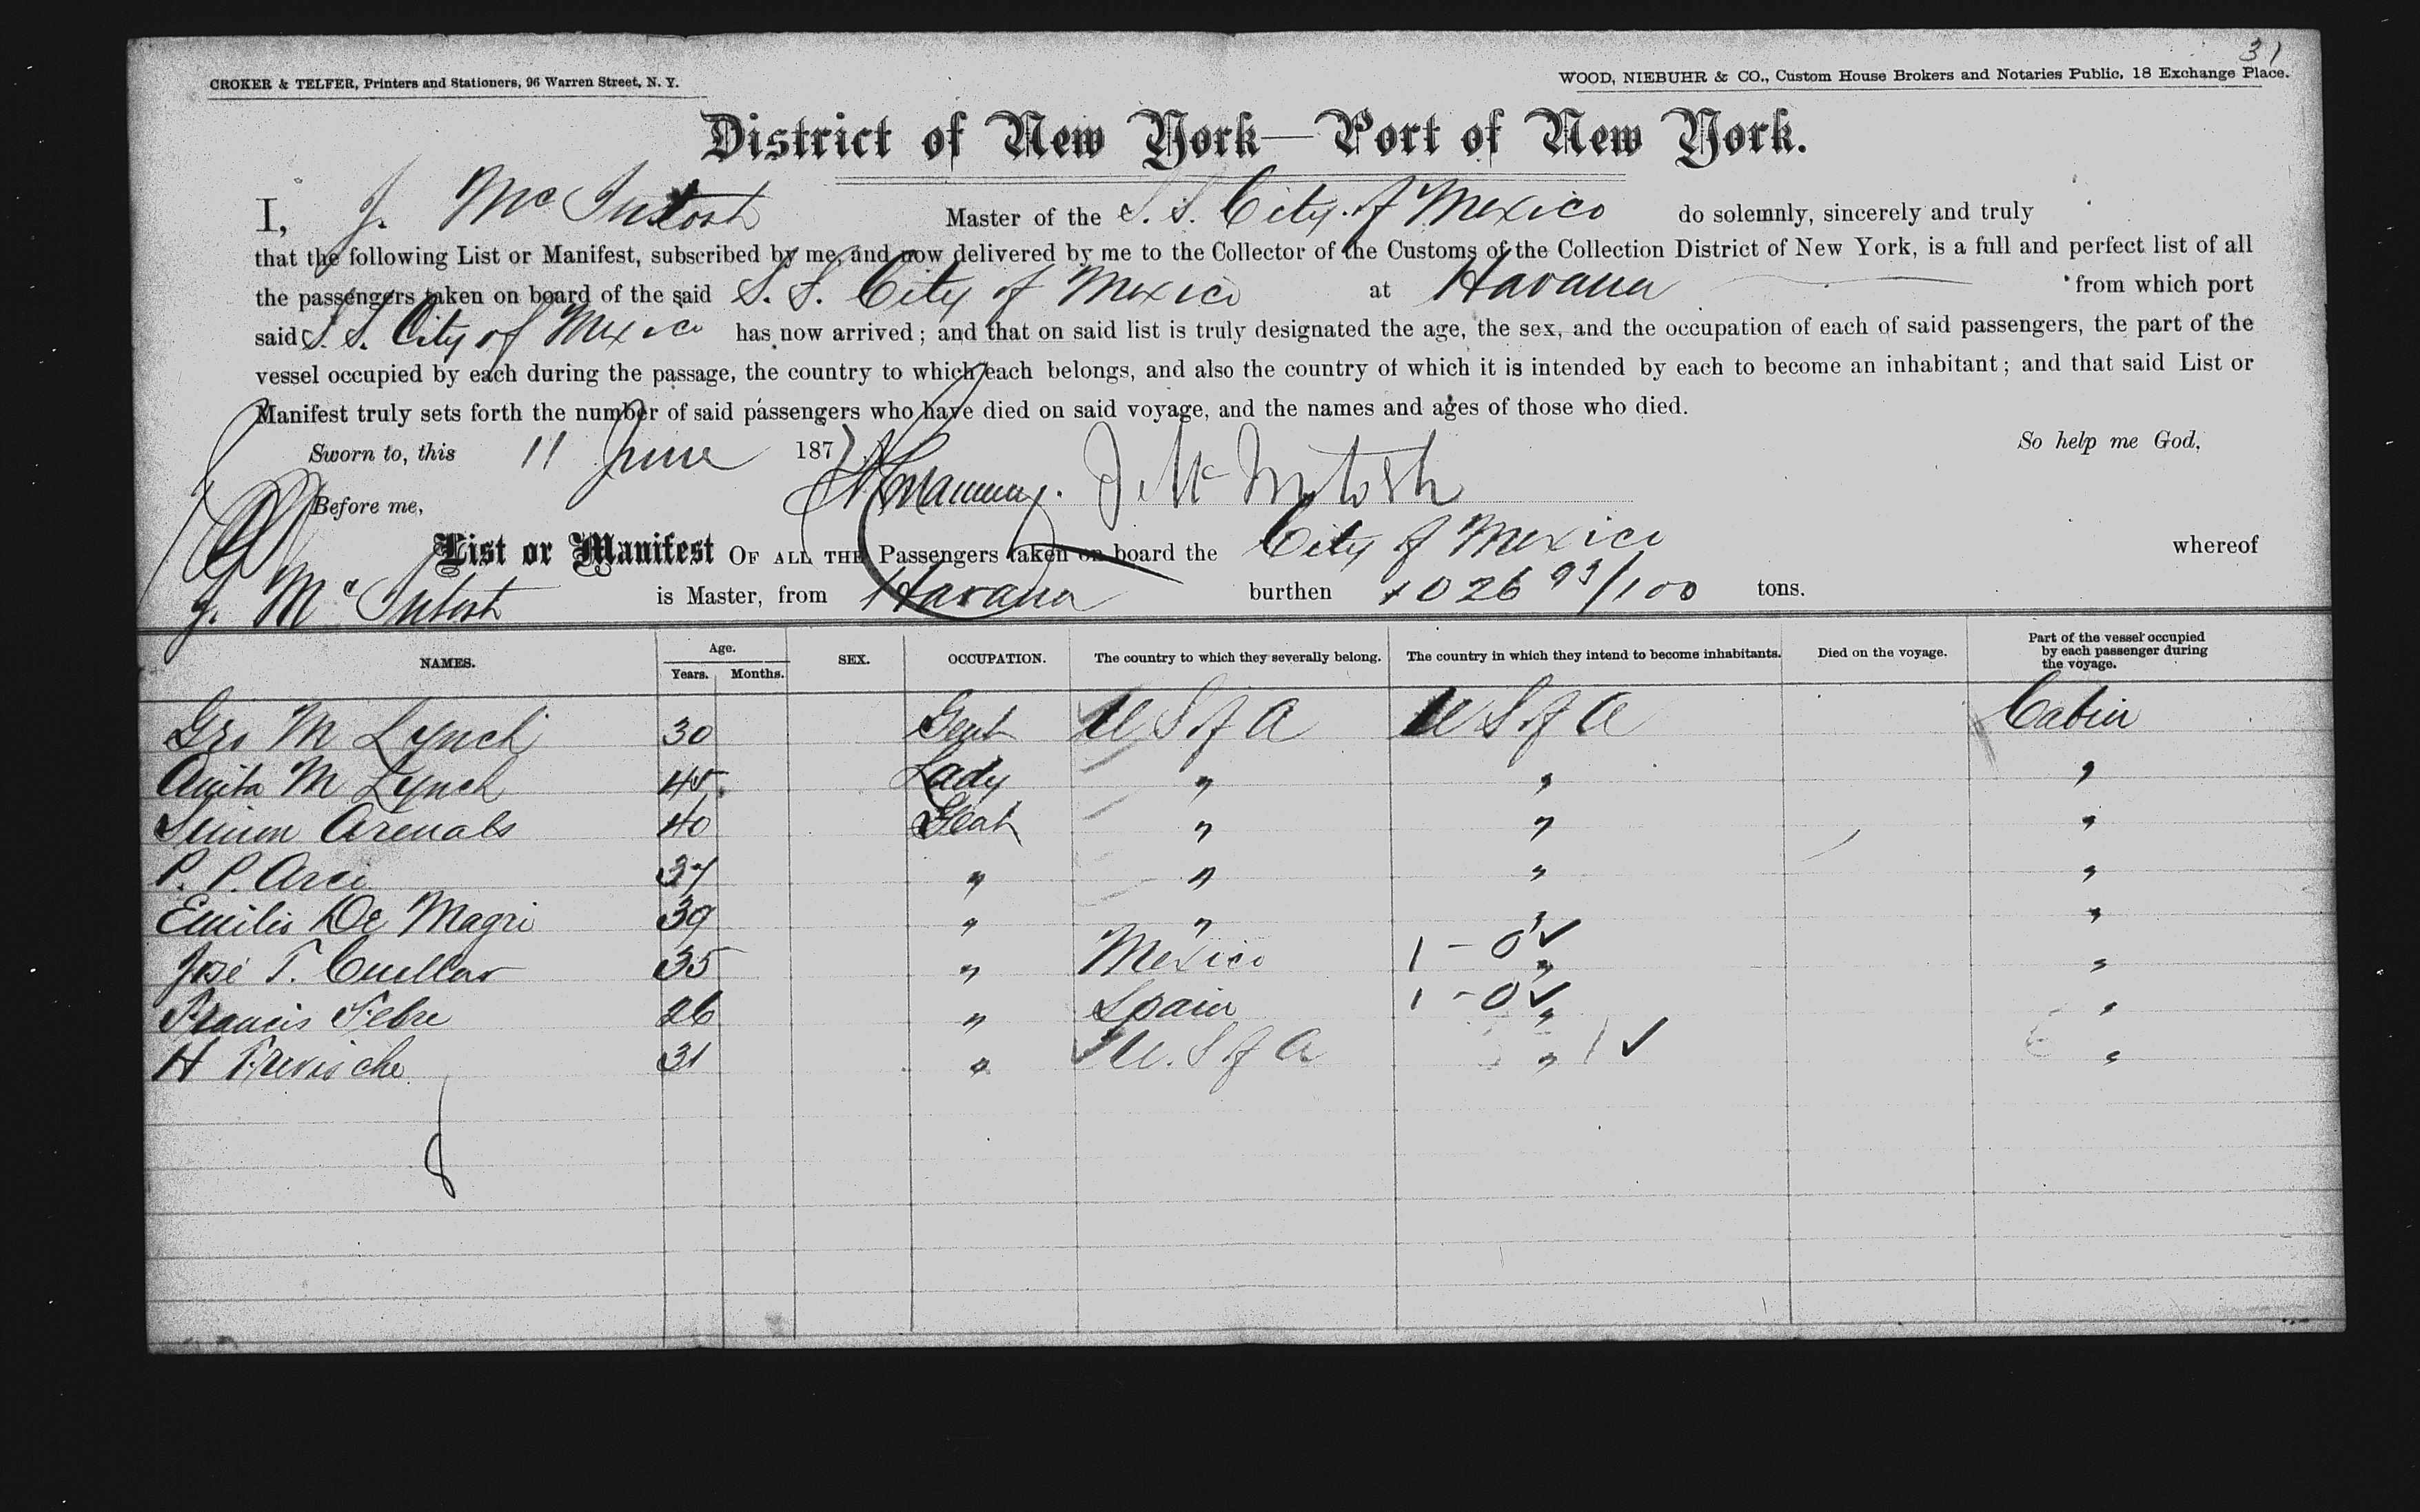 31
CROKER & TELFER, Printers and Stationers, 96 Warren Street, N. Y.
WOOD, NIEBUHR & CO., Custom House Brokers and Notaries Public, 18 Exchange Place.
District of New York—Port of New York.
I, J. McIntosh Master of the S. S. City of Mexico do solemnly, sincerely and truly
that the following List or Manifest, subscribed by me, and now delivered by me to the Collector of the Customs of the Collection District of New York, is a full and perfect list of all
the passengers taken on board of the said S. S. City of Mexico at Havana from which port
said S. S. City of Mexico has now arrived; and that on said list is truly designated the age, the sex, and the occupation of each of said passengers, the part of the
vessel occupied by each during the passage, the country to which each belongs, and also the country of which it is intended by each to become an inhabitant; and that said List or
Manifest truly sets forth the number of said passengers who have died on said voyage, and the names and ages of those who died.
Sworn to, this 11 June 187 So help me God,
Before me, J McIntosh
List or Manifest OF ALL THE Passengers taken on board the City of Mexico whereof
J. McIntosh is Master, from Havana burthen 1026 93/100 tons.
NAMES. Age. Years. Months. SEX. OCCUPATION. The country to which they severally belong. The country in which they intend to become inhabitants. Died on the voyage. Part of the vessel occupied by each passenger during the voyage.
Geo M Lynch 30 Gent U S of A U S of A Cabin
Anita M Lynch 45 Lady " " "
Simon Arenals 40 Gent " " "
P. P. Arci 37 " " " "
Emilio De Magri 39 " " " "
José T. Cuellar 35 " Mexico 1 - 0 ✓ " "
Francis Febre 26 " Spain 1 - 0 ✓ " "
H 31 " U. S of A " 1 ✓ "
8